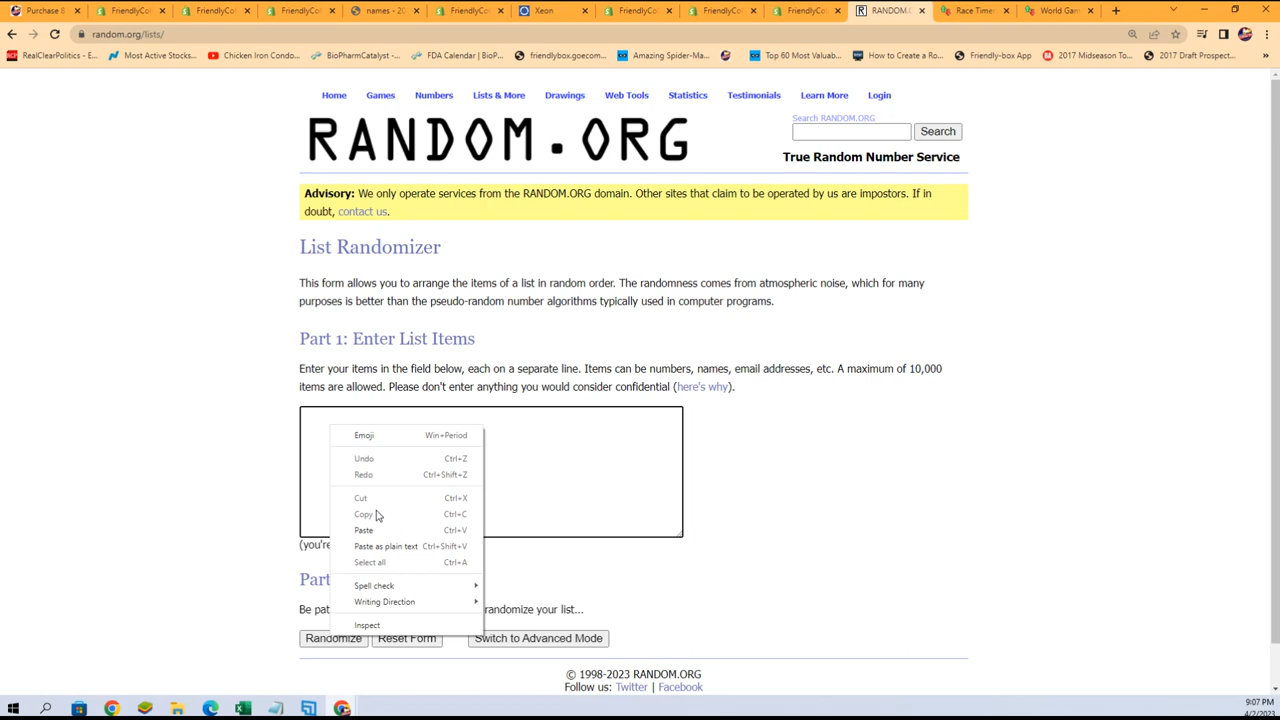 Purchase B
FriendlyCo
FriendlyCo
FriendlyCo
names - 20
FriendlyCo
Xeon
FriendlyCo
FriendlyCo
FriendlyCo
RANDOM.O
Race Time
World Gam
random.org/lists/
RealClearPolitics - E...
Most Active Stocks...
Chicken Iron Condo...
BioPharmCatalyst -...
FDA Calendar | BioP...
friendlybox.goecom...
Amazing Spider-Ma...
Top 60 Most Valuab...
How to Create a Ro...
Friendly-box App
2017 Midseason To...
2017 Draft Prospect...
Home Games Numbers Lists & More Drawings Web Tools Statistics Testimonials Learn More Login
RANDOM.ORG
Search RANDOM.ORG
Search
True Random Number Service
Advisory: We only operate services from the RANDOM.ORG domain. Other sites that claim to be operated by us are impostors. If in
doubt, contact us.
List Randomizer
This form allows you to arrange the items of a list in random order. The randomness comes from atmospheric noise, which for many
purposes is better than the pseudo-random number algorithms typically used in computer programs.
Part 1: Enter List Items
Enter your items in the field below, each on a separate line. Items can be numbers, names, email addresses, etc. A maximum of 10,000
items are allowed. Please don't enter anything you would consider confidential (here's why).
Emoji Win+Period
Undo Ctrl+Z
Redo Ctrl+Shift+Z
Cut Ctrl+X
Copy Ctrl+C
Paste Ctrl+V
Paste as plain text Ctrl+Shift+V
Select all Ctrl+A
Spell check
Writing Direction
Inspect
(you're
Part
Be pat randomize your list...
Randomize Reset Form Switch to Advanced Mode
© 1998-2023 RANDOM.ORG
Follow us: Twitter | Facebook
9:07 PM
4/2/2023